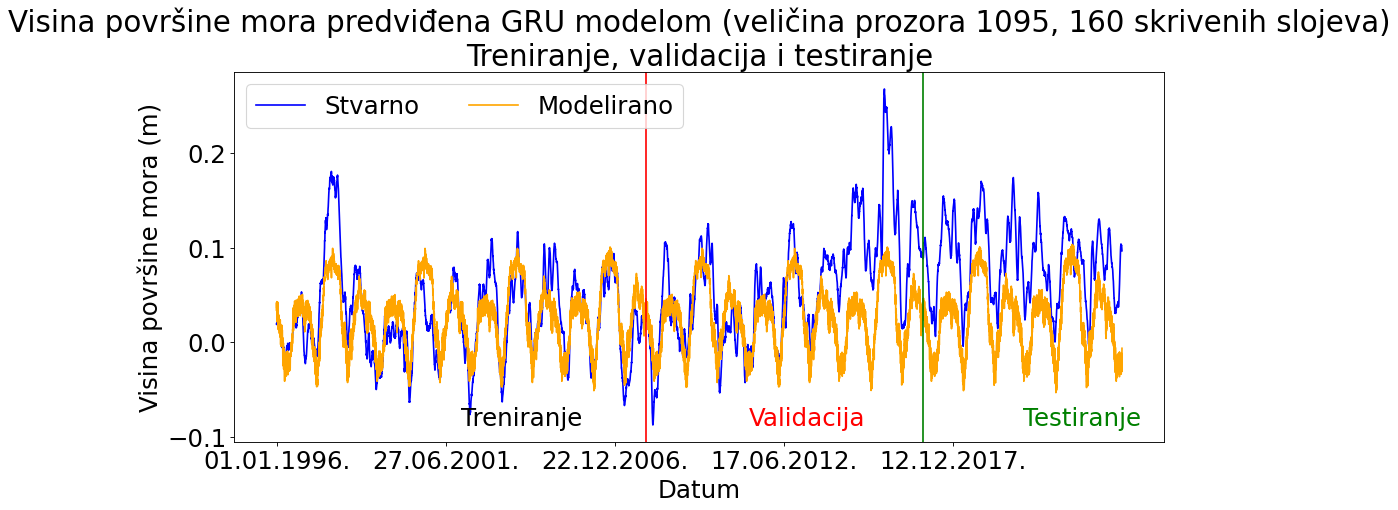 Visina površine mora predviđena GRU modelom (veličina prozora 1095, 160 skrivenih slojeva)
Treniranje, validacija i testiranje
Stvarno
Modelirano
Visina površine mora (m)
0.2
0.1
0.0
−0.1
Treniranje
Validacija
Testiranje
01.01.1996.
27.06.2001.
22.12.2006.
17.06.2012.
12.12.2017.
Datum